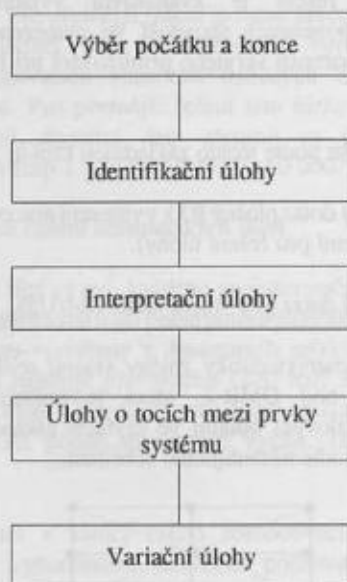 Výběr počátku a konce
Identifikační úlohy
Interpretační úlohy
Úlohy o tocích mezi prvky
systému
Variační úlohy